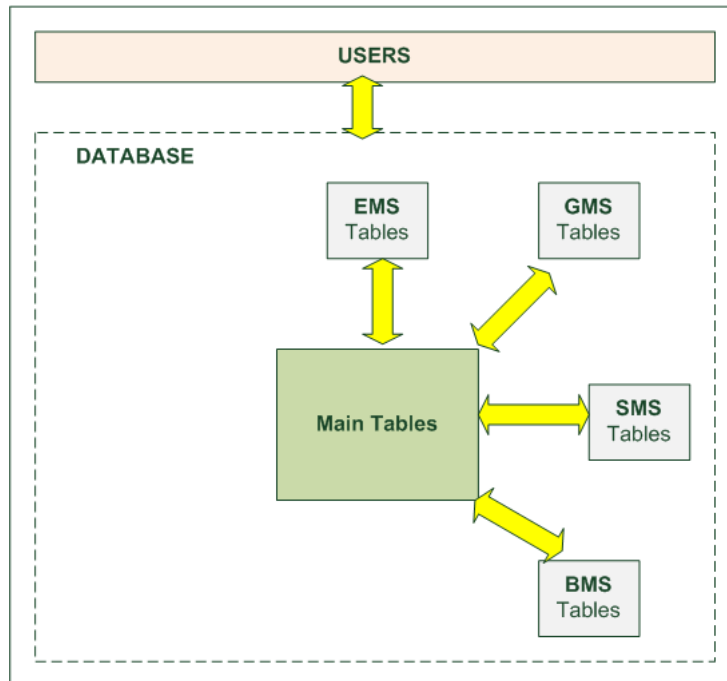 USERS
DATABASE
EMS
Tables
GMS
Tables
Main Tables
SMS
Tables
BMS
Tables